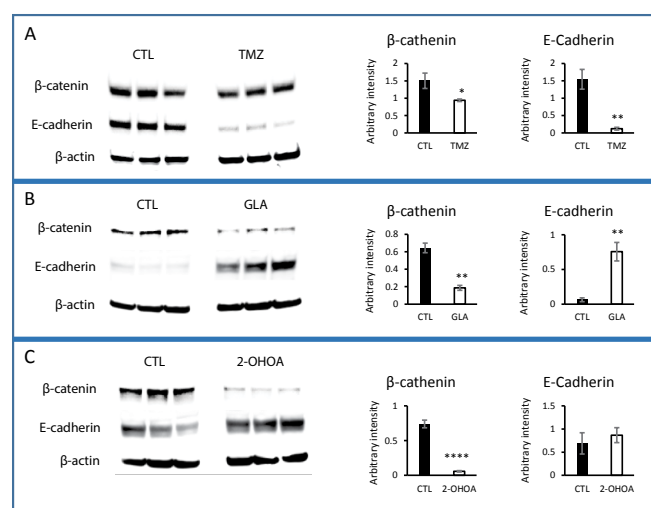 A
CTL TMZ
β-catenin
E-cadherin
β-actin
β-cathenin
Arbitrary intensity
2
1.5
1
0.5
0
*
CTL TMZ
E-Cadherin
Arbitrary intensity
2
1.5
1
0.5
0
**
CTL TMZ
B
CTL GLA
β-catenin
E-cadherin
β-actin
β-cathenin
Arbitrary intensity
0.8
0.6
0.4
0.2
0
**
CTL GLA
E-cadherin
Arbitrary intensity
1
0.5
0
**
CTL GLA
C
CTL 2-OHOA
β-catenin
E-cadherin
β-actin
β-cathenin
Arbitrary intensity
1
0.5
0
****
CTL 2-OHOA
E-Cadherin
Arbitrary intensity
1.5
1
0.5
0
CTL 2-OHOA